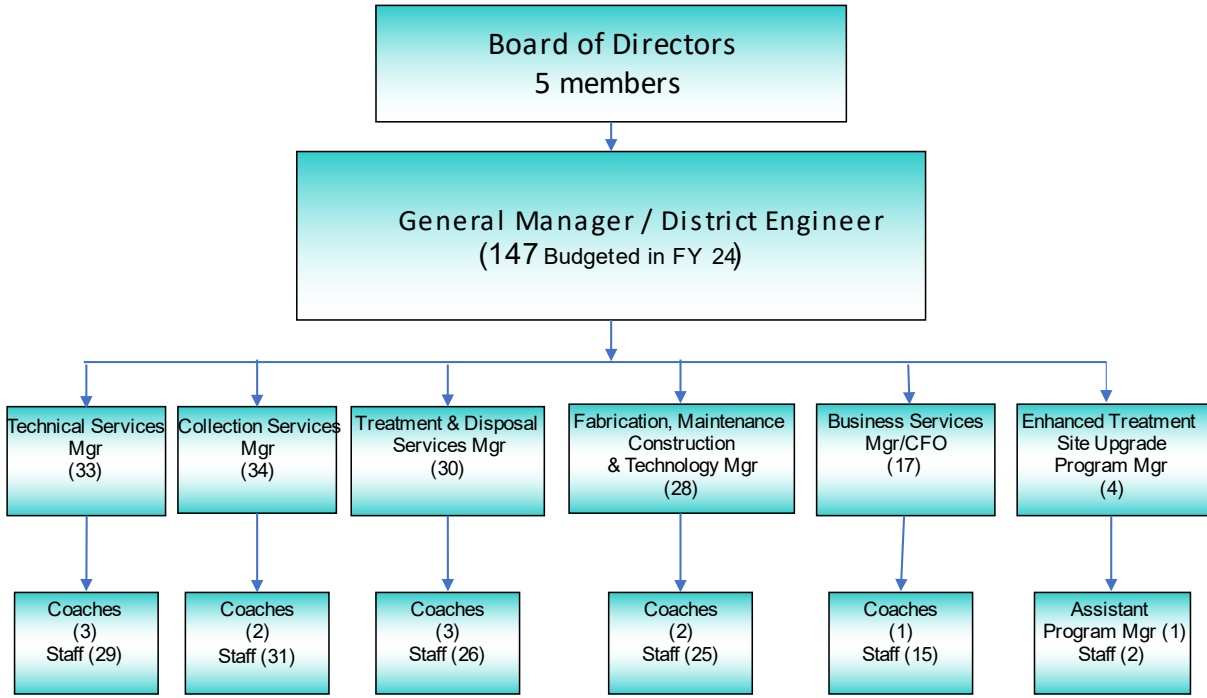 Board of Directors
5 members
General Manager / District Engineer
(147 Budgeted in FY 24)
Technical Services
Mgr
(33)
Collection Services
Mgr
(34)
Treatment & Disposal
Services Mgr
(30)
Fabrication, Maintenance
Construction
& Technology Mgr
(28)
Business Services
Mgr/CFO
(17)
Enhanced Treatment
Site Upgrade
Program Mgr
(4)
Coaches
(3)
Staff (29)
Coaches
(2)
Staff (31)
Coaches
(3)
Staff (26)
Coaches
(2)
Staff (25)
Coaches
(1)
Staff (15)
Assistant
Program Mgr (1)
Staff (2)